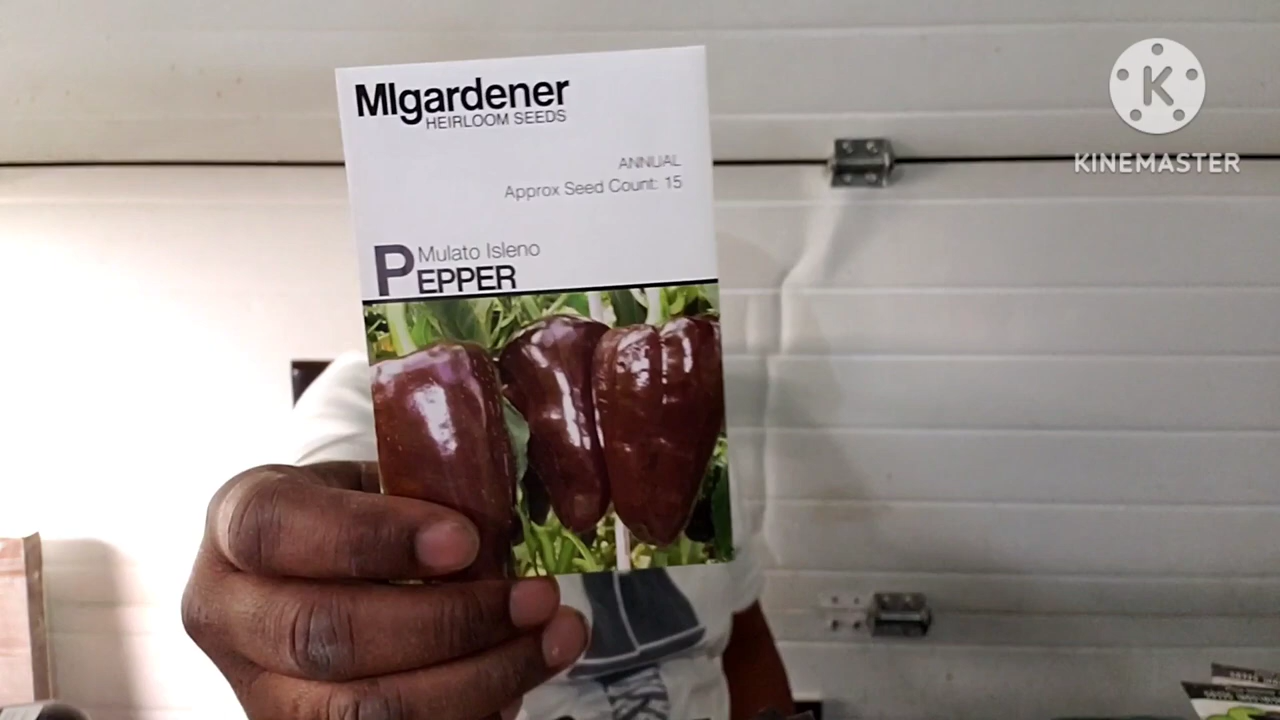 MIgardener
HEIRLOOM SEEDS
ANNUAL
Approx Seed Count: 15
Mulato Isleno
PEPPER
K
KINEMASTER